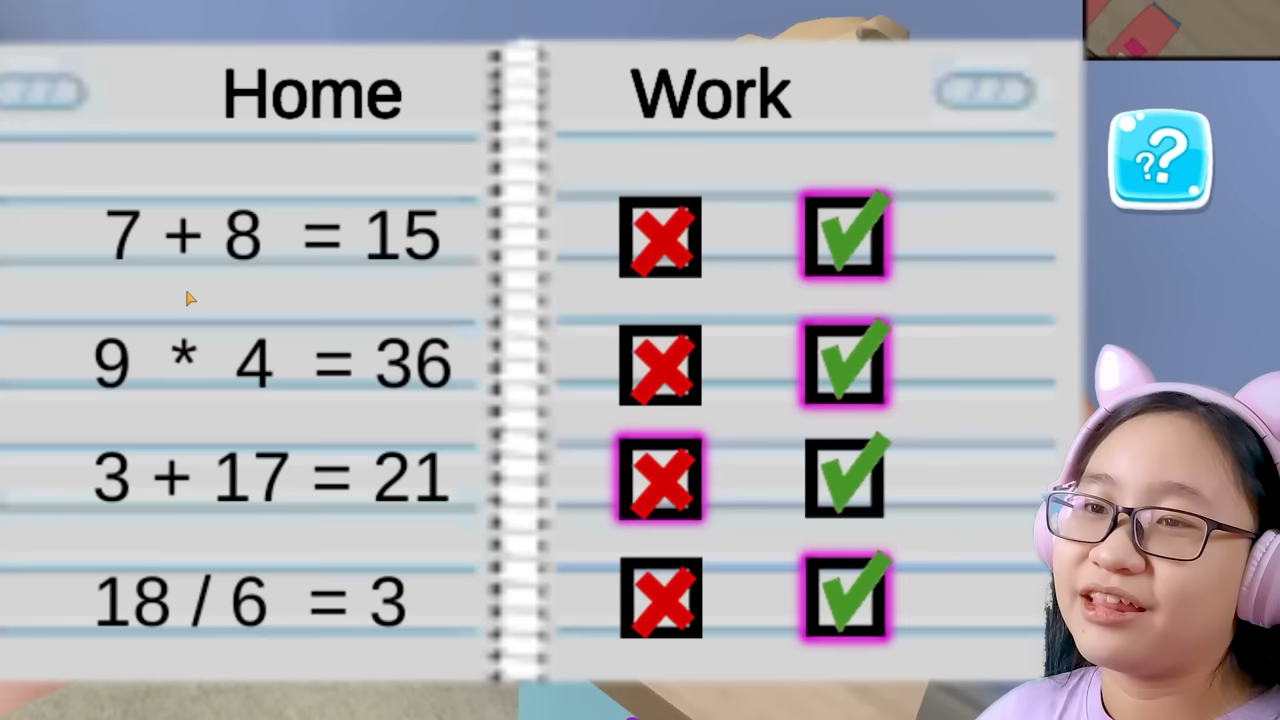 Home Work
7 + 8 = 15
9 * 4 = 36
3 + 17 = 21
18 / 6 = 3
??